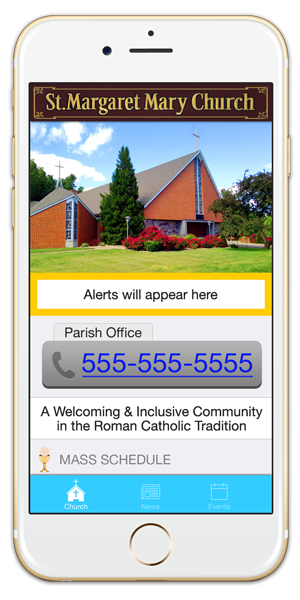 St. Margaret Mary Church
Alerts will appear here
Parish Office
555-555-5555
A Welcoming & Inclusive Community
in the Roman Catholic Tradition
MASS SCHEDULE
Church
News
Events